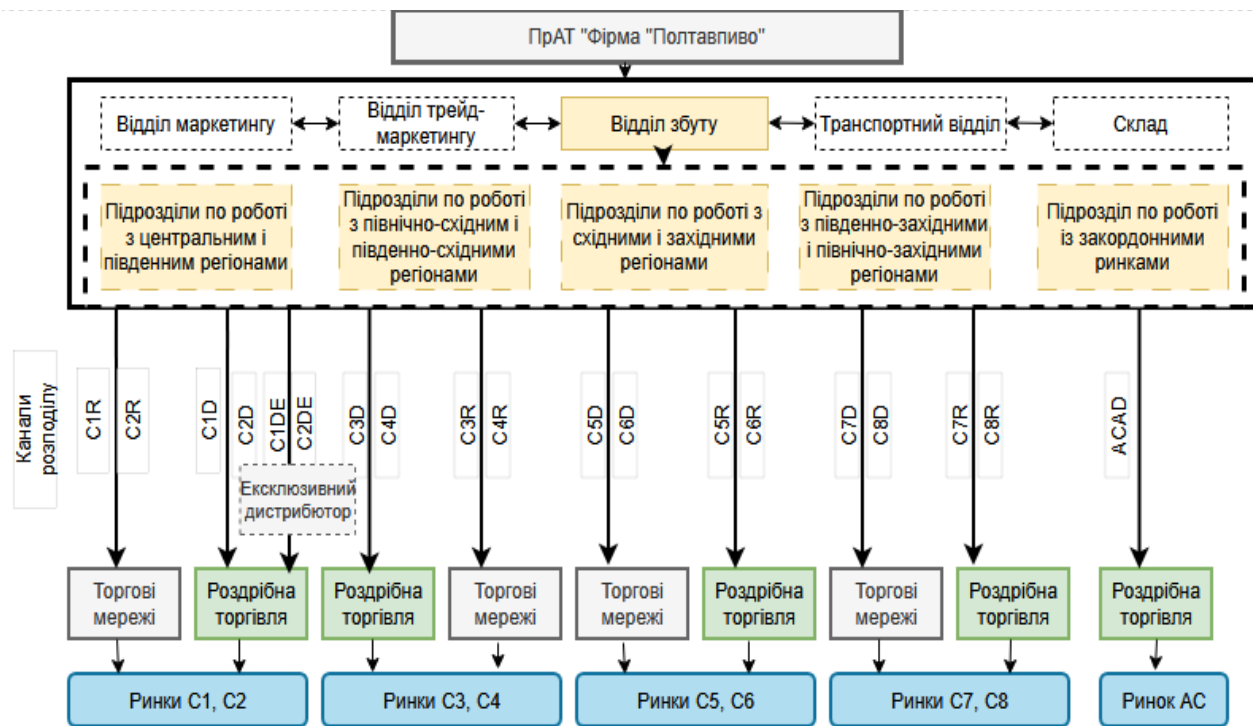 ПрАТ "Фірма "Полтавпиво"
Відділ маркетингу
Відділ трейд-
маркетингу
Відділ збуту
Транспортний відділ
Склад
Підрозділи по роботі
з центральним і
південним регіонами
Підрозділи по роботі
з північно-східним і
південно-східними
регіонами
Підрозділи по роботі з
східними і західними
регіонами
Підрозділи по роботі
з південно-західними
і північно-західними
регіонами
Підрозділ по роботі
із закордонними
ринками
Канали
розподілу
C1R
C2R
C1D
C2D
C1DE
C2DE
C3D
C4D
C3R
C4R
C5D
C6D
C5R
C6R
C7D
C8D
C7R
C8R
ACAD
Ексклюзивний
дистрибютор
Торгові
мережі
Роздрібна
торгівля
Роздрібна
торгівля
Торгові
мережі
Торгові
мережі
Роздрібна
торгівля
Торгові
мережі
Роздрібна
торгівля
Роздрібна
торгівля
Ринки С1, С2
Ринки С3, С4
Ринки С5, С6
Ринки С7, С8
Ринок АС